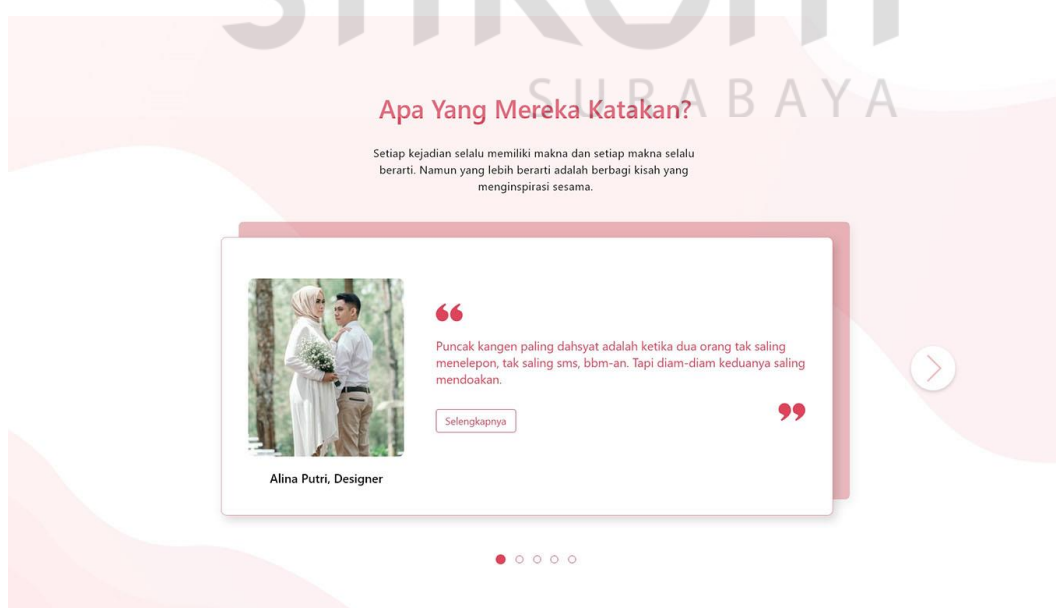 SURABAYA
Apa Yang Mereka Katakan?
Setiap kejadian selalu memiliki makna dan setiap makna selalu
berarti. Namun yang lebih berarti adalah berbagi kisah yang
menginspirasi sesama.
Puncak kangen paling dahsyat adalah ketika dua orang tak saling
menelepon, tak saling sms, bbm-an. Tapi diam-diam keduanya saling
mendoakan.
Selengkapnya
Alina Putri, Designer